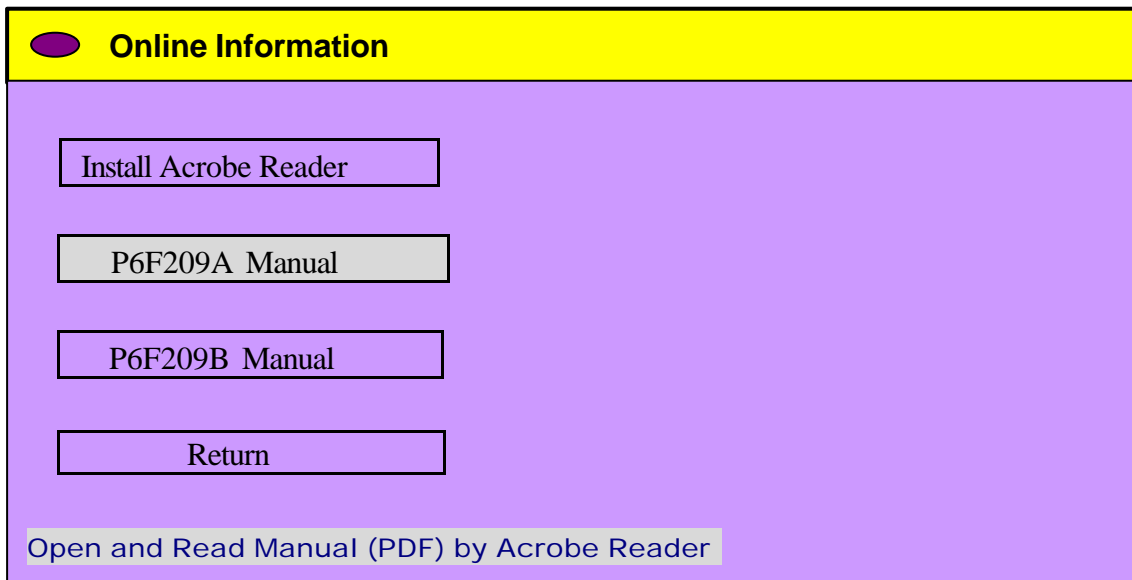 Online Information
Install Acrobe Reader
P6F209A Manual
P6F209B Manual
Return
Open and Read Manual (PDF) by Acrobe Reader